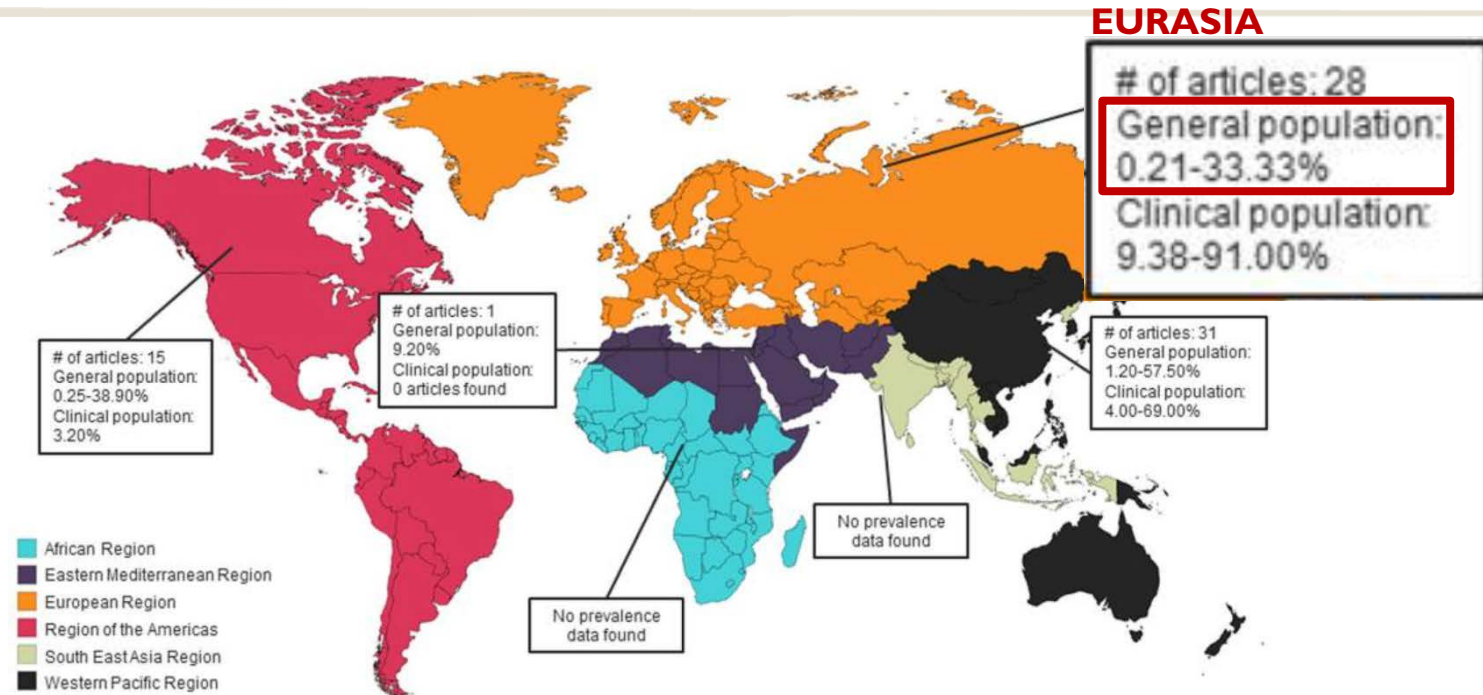 EURASIA
# of articles: 28
General population:
0.21-33.33%
Clinical population:
9.38-91.00%
# of articles: 15
General population:
0.25-38.90%
Clinical population:
3.20%
# of articles: 1
General population:
9.20%
Clinical population:
0 articles found
# of articles: 31
General population:
1.20-57.50%
Clinical population:
4.00-69.00%
No prevalence
data found
No prevalence
data found
African Region
Eastern Mediterranean Region
European Region
Region of the Americas
South East Asia Region
Western Pacific Region